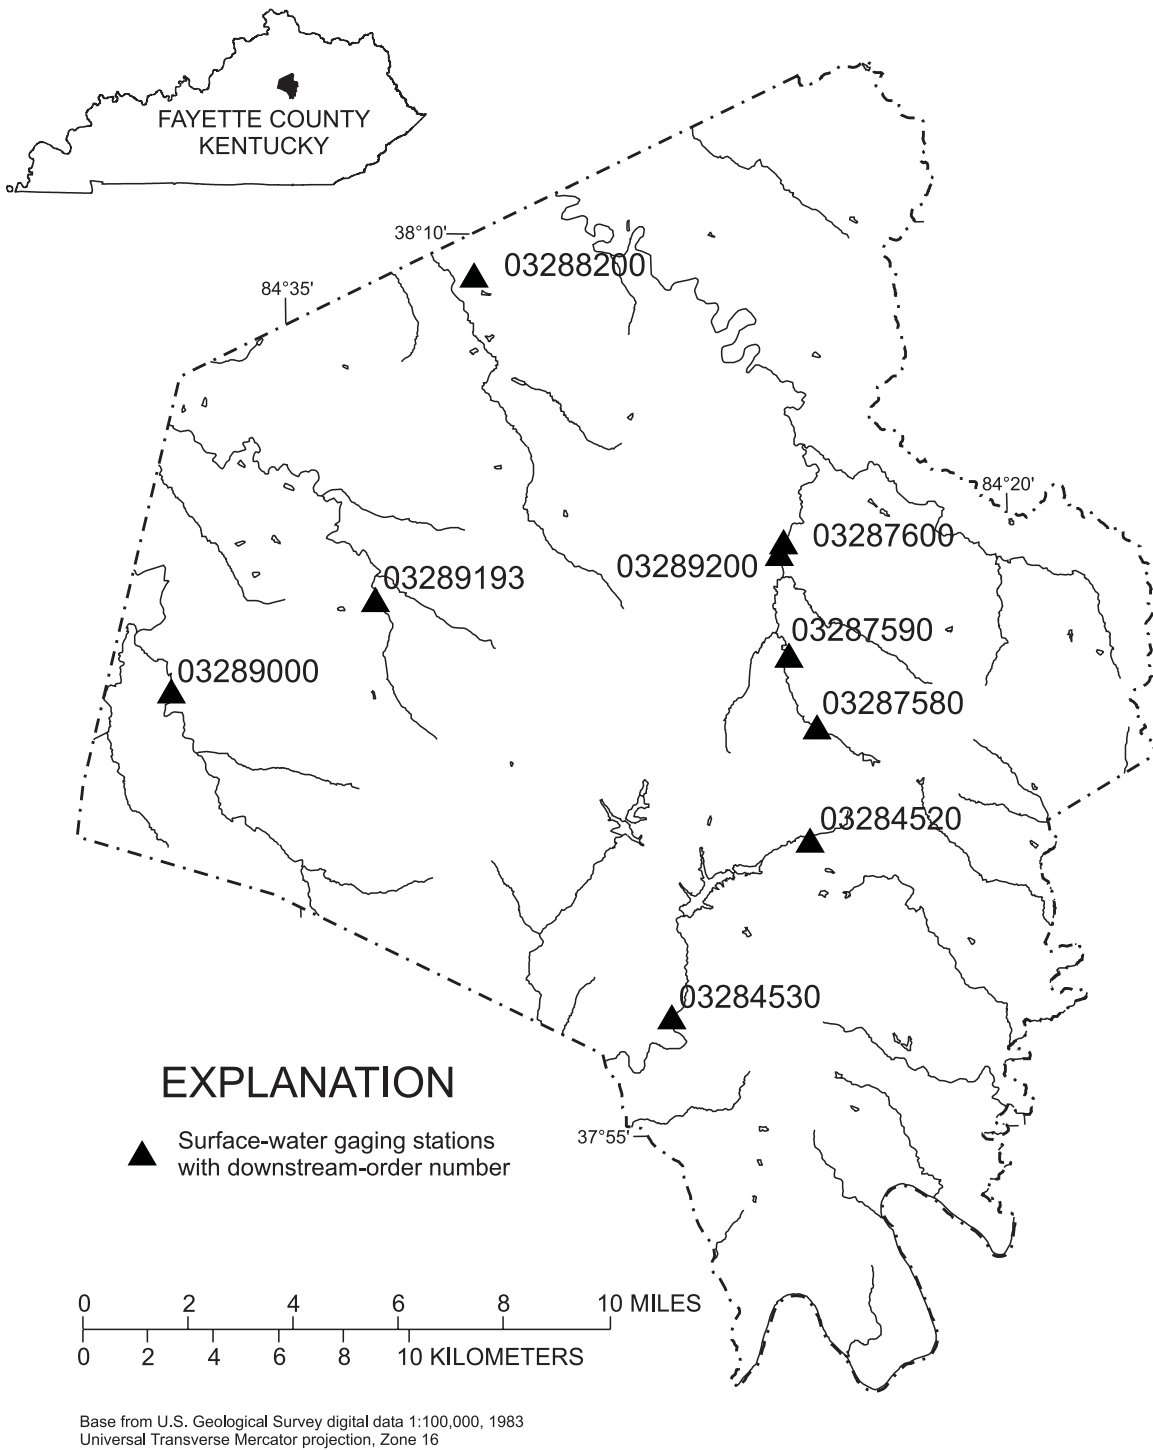 FAYETTE COUNTY
KENTUCKY
38°10'
03288200
84°35'
84°20'
03287600
03289200
03289193
03287590
03289000
03287580
03284520
03284530
EXPLANATION
Surface-water gaging stations
with downstream-order number
37°55'
0 2 4 6 8 10 MILES
0 2 4 6 8 10 KILOMETERS
Base from U.S. Geological Survey digital data 1:100,000, 1983
Universal Transverse Mercator projection, Zone 16